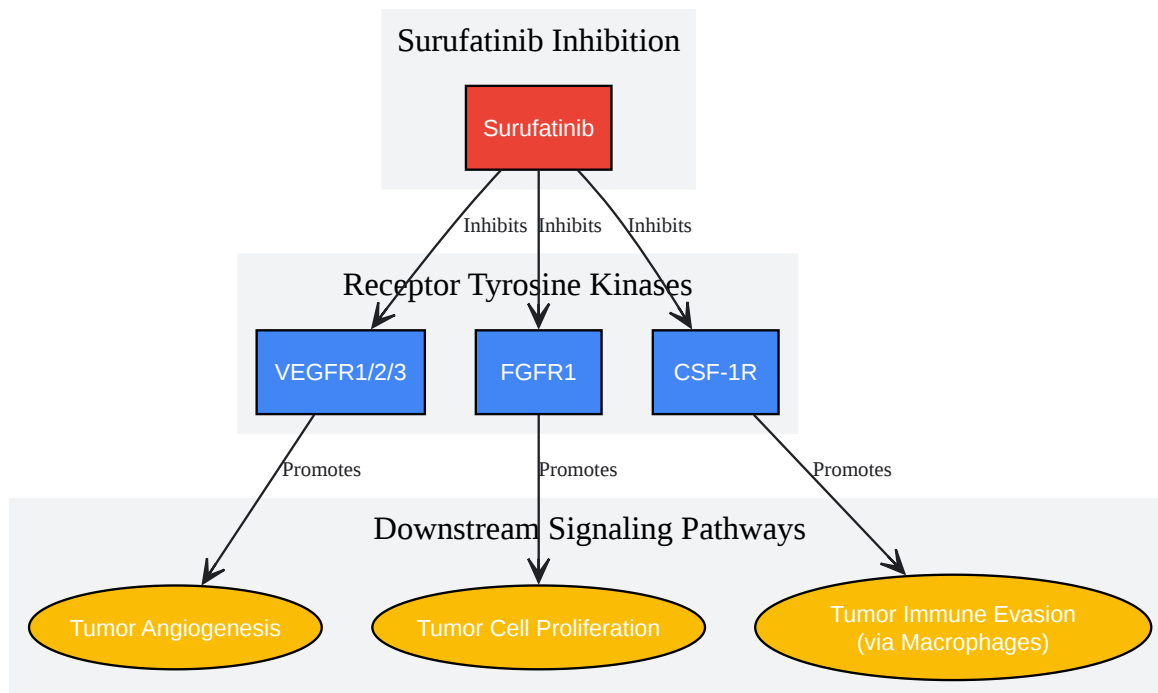 Surufatinib Inhibition
Surufatinib
Inhibits
Inhibits
Inhibits
Receptor Tyrosine Kinases
VEGFR1/2/3
FGFR1
CSF-1R
Promotes
Promotes
Promotes
Downstream Signaling Pathways
Tumor Angiogenesis
Tumor Cell Proliferation
Tumor Immune Evasion
(via Macrophages)